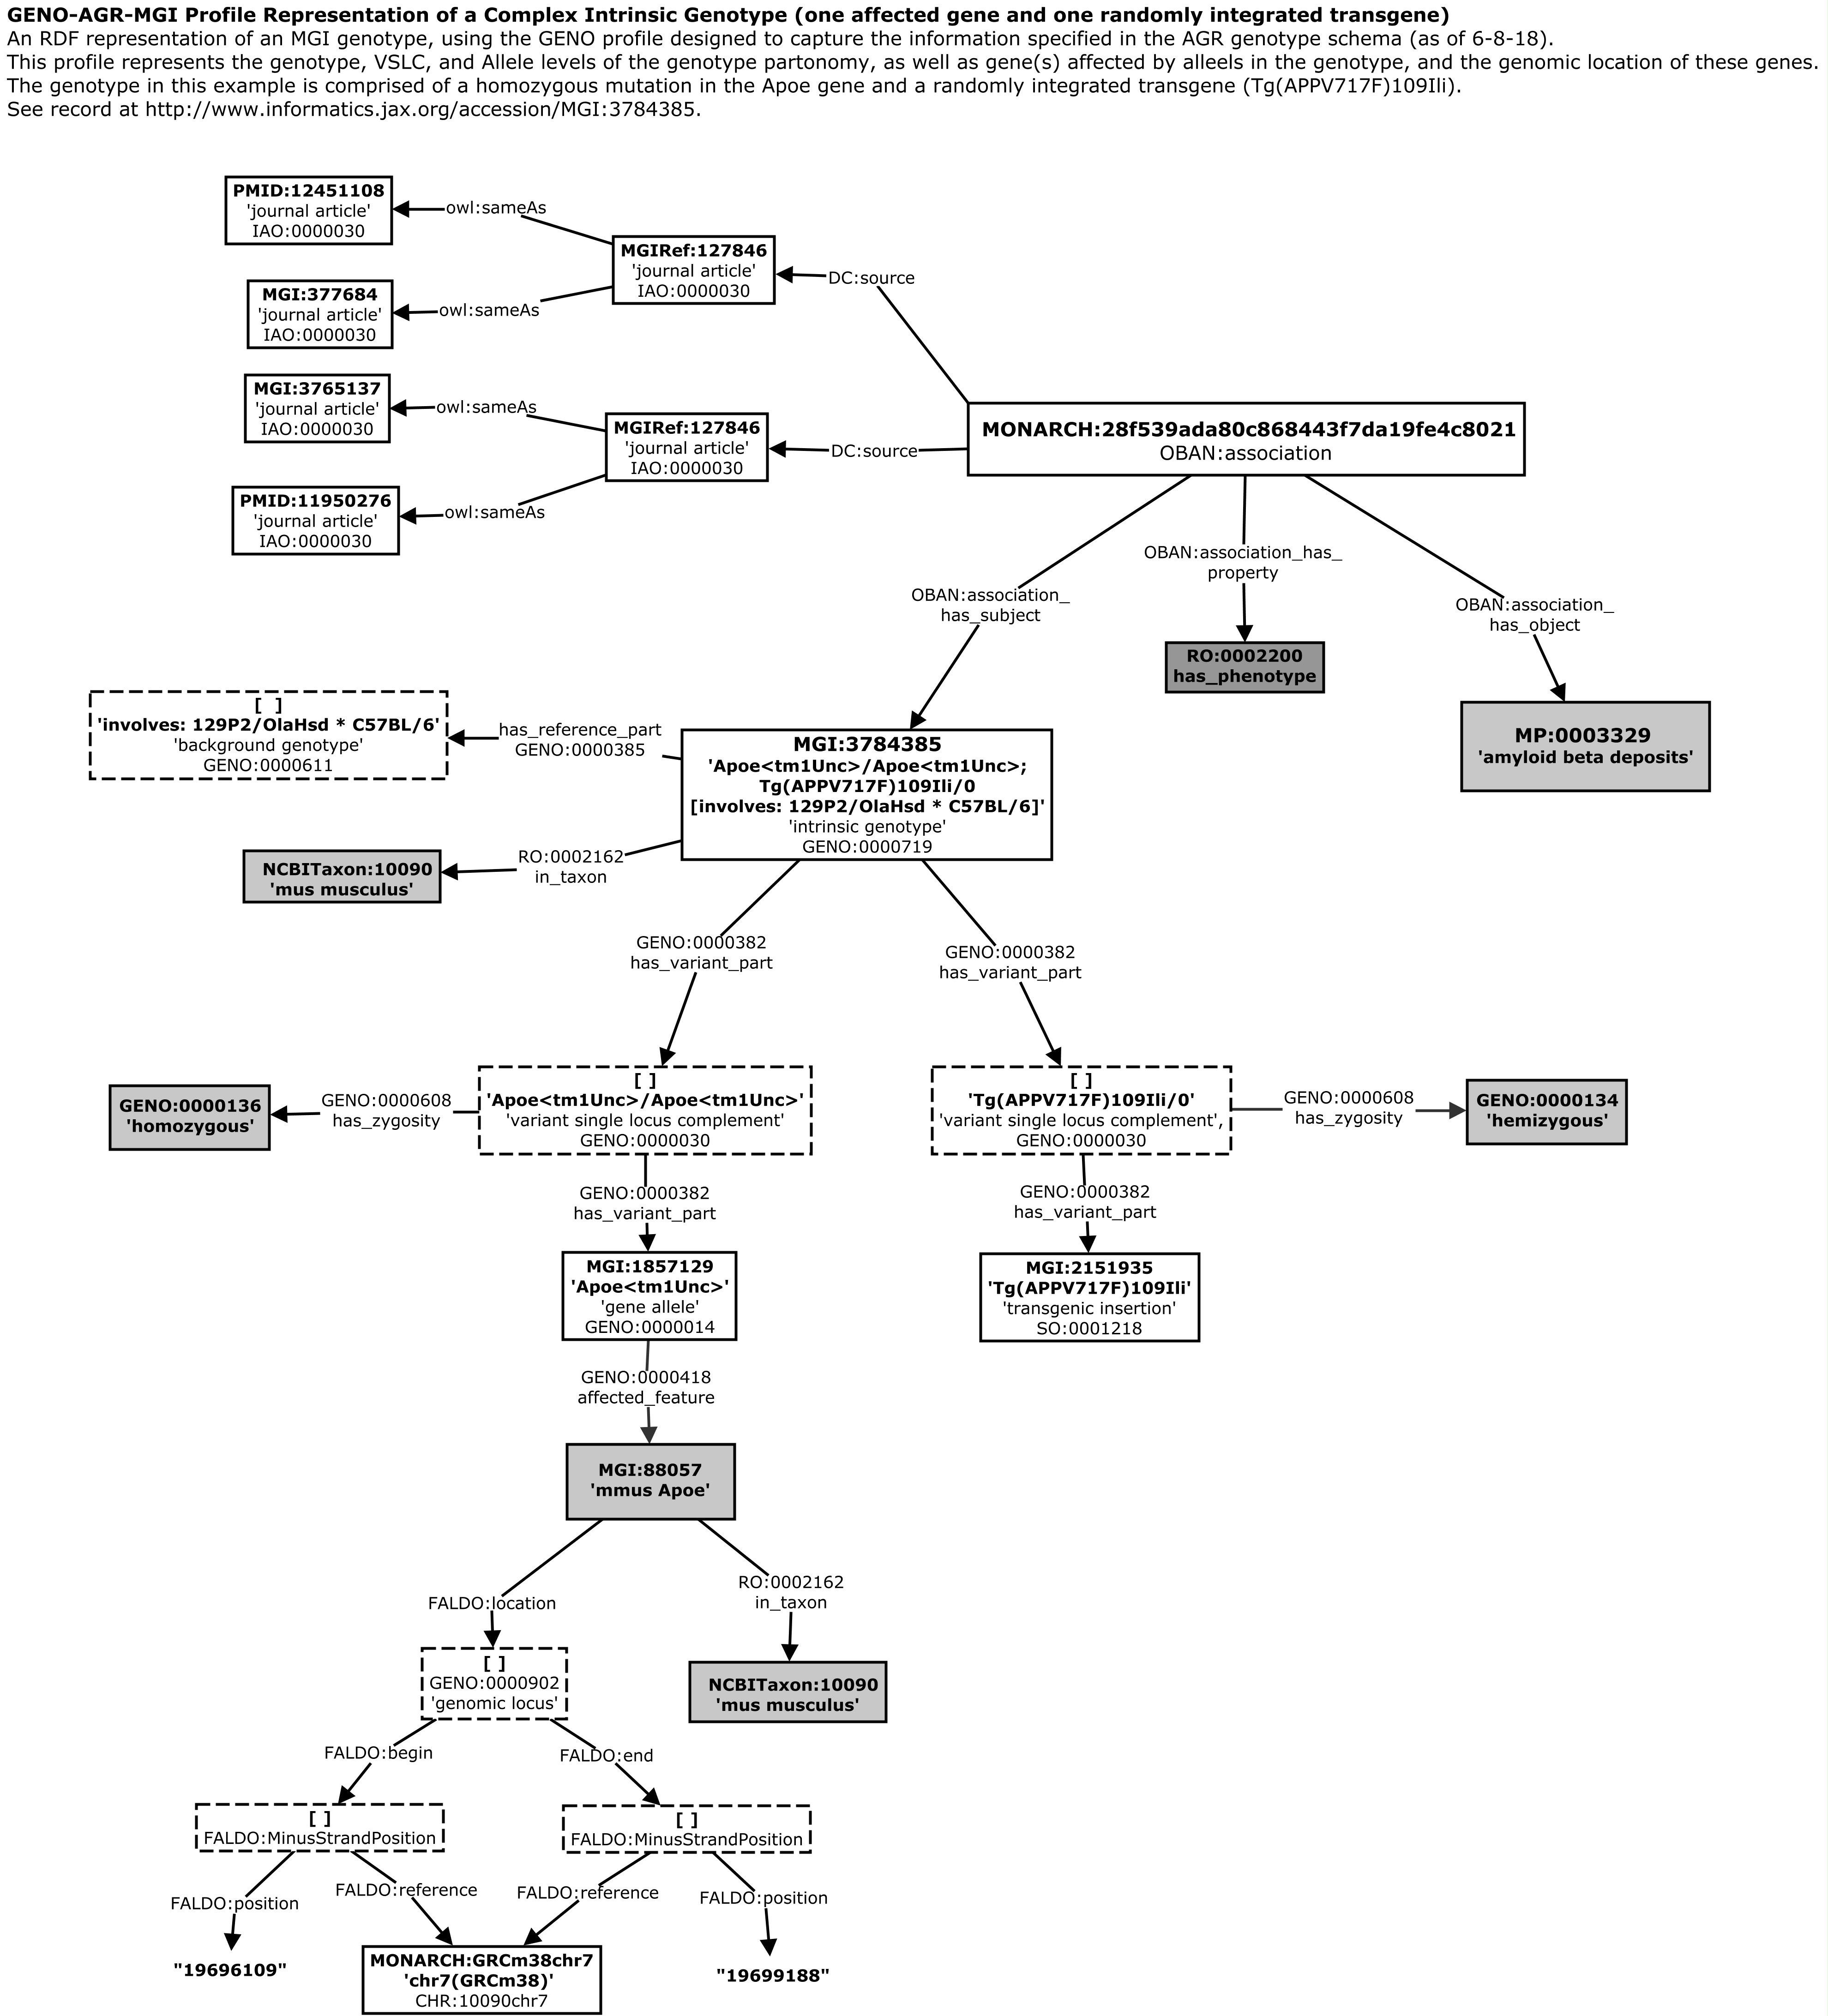 GENO-AGR-MGI Profile Representation of a Complex Intrinsic Genotype (one affected gene and one randomly integrated transgene)
An RDF representation of an MGI genotype, using the GENO profile designed to capture the information specified in the AGR genotype schema (as of 6-8-18).
This profile represents the genotype, VSLC, and Allele levels of the genotype partonomy, as well as gene(s) affected by alleels in the genotype, and the genomic location of these genes.
The genotype in this example is comprised of a homozygous mutation in the Apoe gene and a randomly integrated transgene (Tg(APPV717F)109Ili).
See record at http://www.informatics.jax.org/accession/MGI:3784385.
PMID:12451108
'journal article'
IAO:0000030
owl:sameAs
MGIRef:127846
'journal article'
IAO:0000030
DC:source
MGI:377684
'journal article'
IAO:0000030
owl:sameAs
MGI:3765137
'journal article'
IAO:0000030
owl:sameAs
MGIRef:127846
'journal article'
IAO:0000030
DC:source
MONARCH:28f539ada80c868443f7da19fe4c8021
OBAN:association
PMID:11950276
'journal article'
IAO:0000030
owl:sameAs
OBAN:association_
has_subject
OBAN:association_has_
property
OBAN:association_
has_object
RO:0002200
has_phenotype
MP:0003329
'amyloid beta deposits'
[  ]
'involves: 129P2/OlaHsd * C57BL/6'
'background genotype'
GENO:0000611
has_reference_part
GENO:0000385
MGI:3784385
'Apoe<tm1Unc>/Apoe<tm1Unc>;
Tg(APPV717F)109Ili/0
[involves: 129P2/OlaHsd * C57BL/6]'
'intrinsic genotype'
GENO:0000719
NCBITaxon:10090
'mus musculus'
RO:0002162
in_taxon
GENO:0000382
has_variant_part
GENO:0000382
has_variant_part
GENO:0000136
'homozygous'
GENO:0000608
has_zygosity
[ ]
'Apoe<tm1Unc>/Apoe<tm1Unc>'
'variant single locus complement'
GENO:0000030
[ ]
'Tg(APPV717F)109Ili/0'
'variant single locus complement',
GENO:0000030
GENO:0000608
has_zygosity
GENO:0000134
'hemizygous'
GENO:0000382
has_variant_part
GENO:0000382
has_variant_part
MGI:1857129
'Apoe<tm1Unc>'
'gene allele'
GENO:0000014
MGI:2151935
'Tg(APPV717F)109Ili'
'transgenic insertion'
SO:0001218
GENO:0000418
affected_feature
MGI:88057
'mmus Apoe'
FALDO:location
RO:0002162
in_taxon
[ ]
GENO:0000902
'genomic locus'
NCBITaxon:10090
'mus musculus'
FALDO:begin
FALDO:end
[ ]
FALDO:MinusStrandPosition
[ ]
FALDO:MinusStrandPosition
FALDO:position
FALDO:reference
FALDO:reference
FALDO:position
"19696109"
MONARCH:GRCm38chr7
'chr7(GRCm38)'
CHR:10090chr7
"19699188"